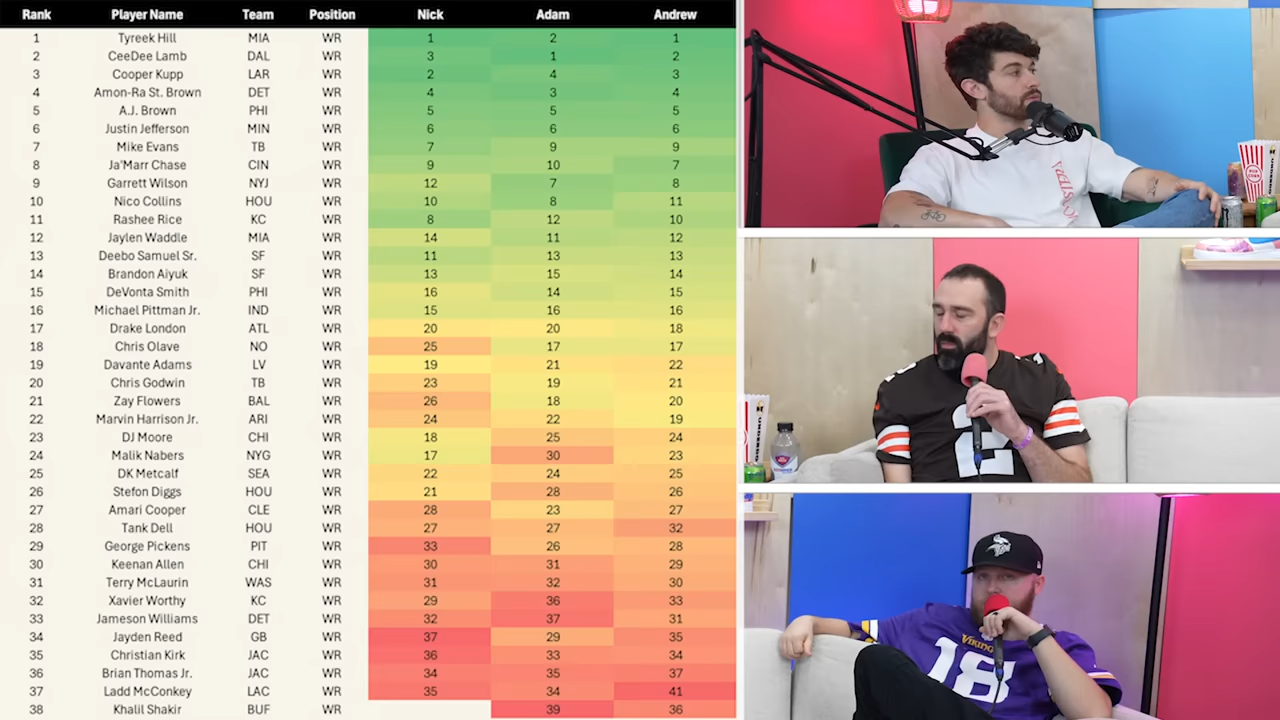 Rank Player Name Team Position Nick Adam Andrew
1 Tyreek Hill MIA WR 1 2 1
2 CeeDee Lamb DAL WR 3 1 2
3 Cooper Kupp LAR WR 2 4 3
4 Amon-Ra St. Brown DET WR 4 3 4
5 A.J. Brown PHI WR 5 5 5
6 Justin Jefferson MIN WR 6 6 6
7 Mike Evans TB WR 7 9 9
8 Ja'Marr Chase CIN WR 9 10 7
9 Garrett Wilson NYJ WR 12 7 8
10 Nico Collins HOU WR 10 8 11
11 Rashee Rice KC WR 8 12 10
12 Jaylen Waddle MIA WR 14 11 12
13 Deebo Samuel Sr. SF WR 11 13 13
14 Brandon Aiyuk SF WR 13 15 14
15 DeVonta Smith PHI WR 16 14 15
16 Michael Pittman Jr. IND WR 15 16 16
17 Drake London ATL WR 20 20 18
18 Chris Olave NO WR 25 17 17
19 Davante Adams LV WR 19 21 22
20 Chris Godwin TB WR 23 19 21
21 Zay Flowers BAL WR 26 18 20
22 Marvin Harrison Jr. ARI WR 24 22 19
23 DJ Moore CHI WR 18 25 24
24 Malik Nabers NYG WR 17 30 23
25 DK Metcalf SEA WR 22 24 25
26 Stefon Diggs HOU WR 21 28 26
27 Amari Cooper CLE WR 28 23 27
28 Tank Dell HOU WR 27 27 32
29 George Pickens PIT WR 33 26 28
30 Keenan Allen CHI WR 30 31 29
31 Terry McLaurin WAS WR 31 32 30
32 Xavier Worthy KC WR 29 36 33
33 Jameson Williams DET WR 32 37 31
34 Jayden Reed GB WR 37 29 35
35 Christian Kirk JAC WR 36 33 34
36 Brian Thomas Jr. JAC WR 34 35 37
37 Ladd McConkey LAC WR 35 34 41
38 Khalil Shakir BUF WR 39 36
2
VIKINGS
18